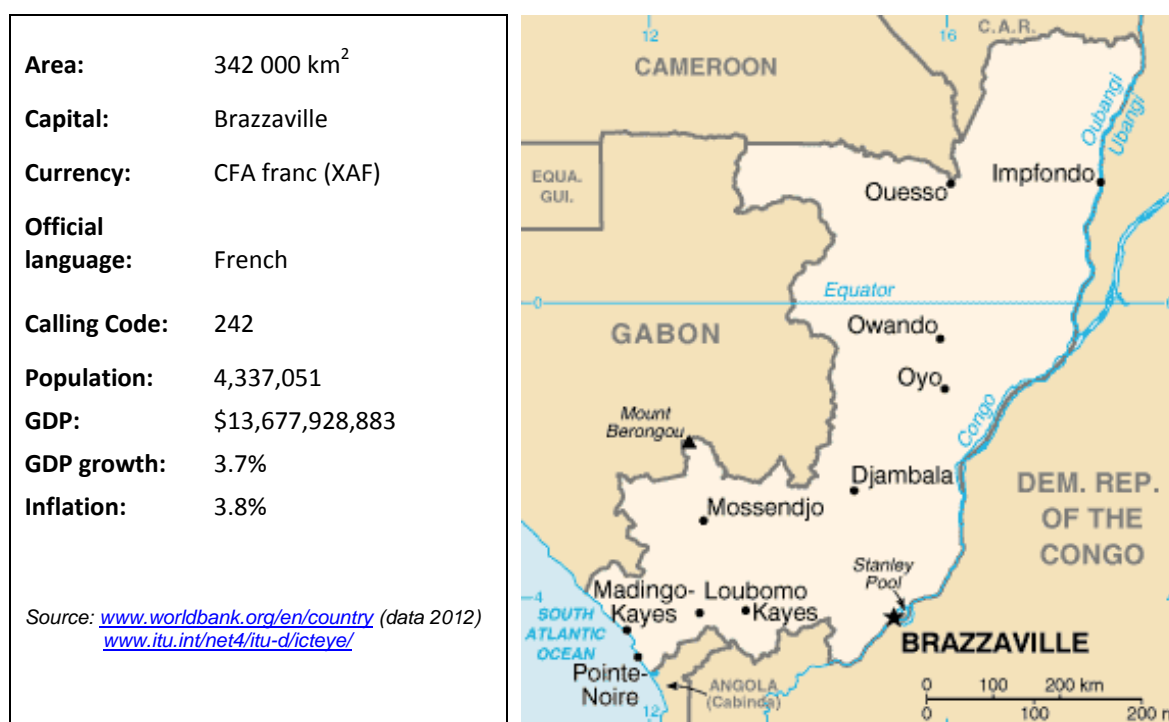 Area: 342 000 km2
Capital: Brazzaville
Currency: CFA franc (XAF)
Official
language: French
Calling Code: 242
Population: 4,337,051
GDP: $13,677,928,883
GDP growth: 3.7%
Inflation: 3.8%
Source: www.worldbank.org/en/country (data 2012)
www.itu.int/net4/itu-d/icteye/
12
16
C.A.R.
CAMEROON
Oubangi
Ubangi
EQUA.
GUI.
Ouesso
Impfondo
0
Equator
0
GABON
Owando
Oyo
Mount
Berongou
Congo
Djambala
Mossendjo
DEM. REP.
OF THE
CONGO
Stanley
Pool
Madingo-
Kayes
Loubomo
Kayes
4
4
SOUTH
ATLANTIC
OCEAN
BRAZZAVILLE
Pointe-
Noire
ANGOLA
(Cabinda)
12
0 100 200 km
0 100 200 n